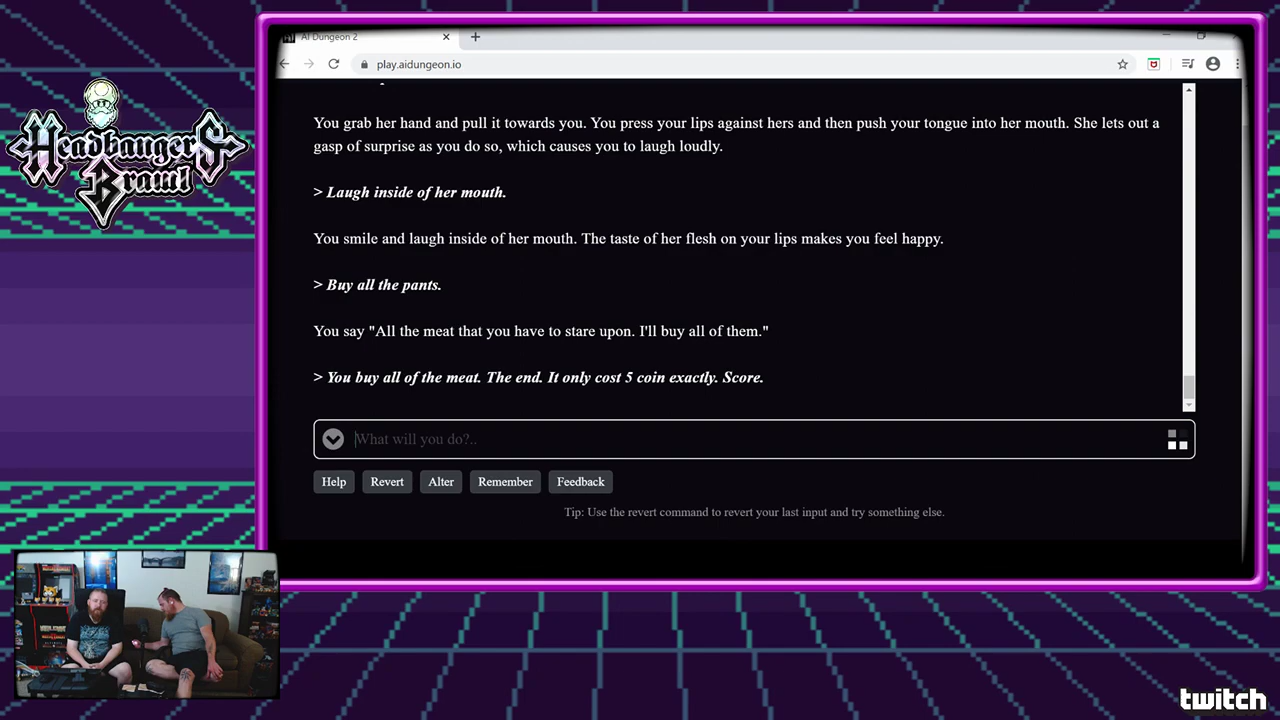 AI Dungeon 2
play.aidungeon.io
HeadbangerS
Brawl
You grab her hand and pull it towards you. You press your lips against hers and then push your tongue into her mouth. She lets out a
gasp of surprise as you do so, which causes you to laugh loudly.
> Laugh inside of her mouth.
You smile and laugh inside of her mouth. The taste of her flesh on your lips makes you feel happy.
> Buy all the pants.
You say "All the meat that you have to stare upon. I'll buy all of them."
> You buy all of the meat. The end. It only cost 5 coin exactly. Score.
What will you do?..
Help Revert Alter Remember Feedback
Tip: Use the revert command to revert your last input and try something else.
twitch